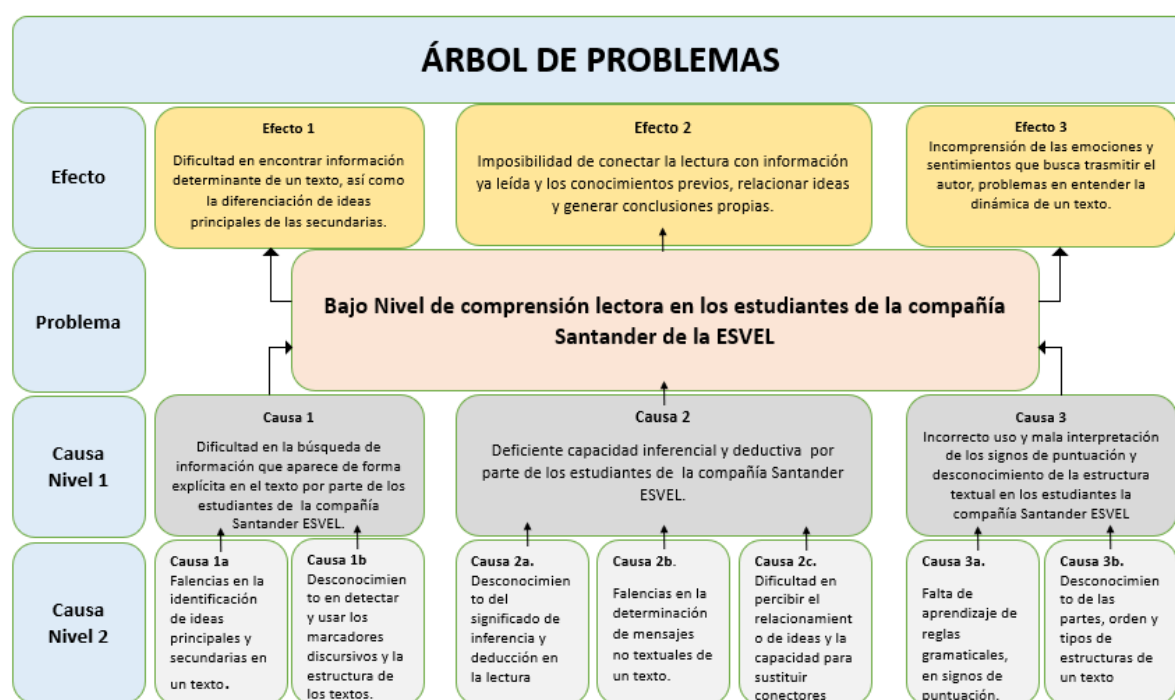 ÁRBOL DE PROBLEMAS
Efecto
Efecto 1
Dificultad en encontrar información
determinante de un texto, así como
la diferenciación de ideas
principales de las secundarias.
Efecto 2
Imposibilidad de conectar la lectura con información
ya leída y los conocimientos previos, relacionar ideas
y generar conclusiones propias.
Efecto 3
Incomprensión de las emociones y
sentimientos que busca trasmitir el
autor, problemas en entender la
dinámica de un texto.
Problema
Bajo Nivel de comprensión lectora en los estudiantes de la compañía
Santander de la ESVEL
Causa
Nivel 1
Causa 1
Dificultad en la búsqueda de
información que aparece de forma
explícita en el texto por parte de los
estudiantes de la compañía
Santander ESVEL.
Causa 2
Deficiente capacidad inferencial y deductiva por
parte de los estudiantes de la compañía Santander
ESVEL.
Causa 3
Incorrecto uso y mala interpretación
de los signos de puntuación y
desconocimiento de la estructura
textual en los estudiantes la
compañía Santander ESVEL
Causa
Nivel 2
Causa 1a
Falencias en la
identificación
de ideas
principales y
secundarias en
un texto.
Causa 1b
Desconocimien
to en detectar
y usar los
marcadores
discursivos y la
estructura de
los textos.
Causa 2a.
Desconocimien
to del
significado de
inferencia y
deducción en
la lectura
Causa 2b.
Falencias en la
determinación
de mensajes
no textuales de
un texto.
Causa 2c.
Dificultad en
percibir el
relacionamient
o de ideas y la
capacidad para
sustituir
conectores
Causa 3a.
Falta de
aprendizaje de
reglas
gramaticales,
en signos de
puntuación.
Causa 3b.
Desconocimien
to de las
partes, orden y
tipos de
estructuras de
un texto